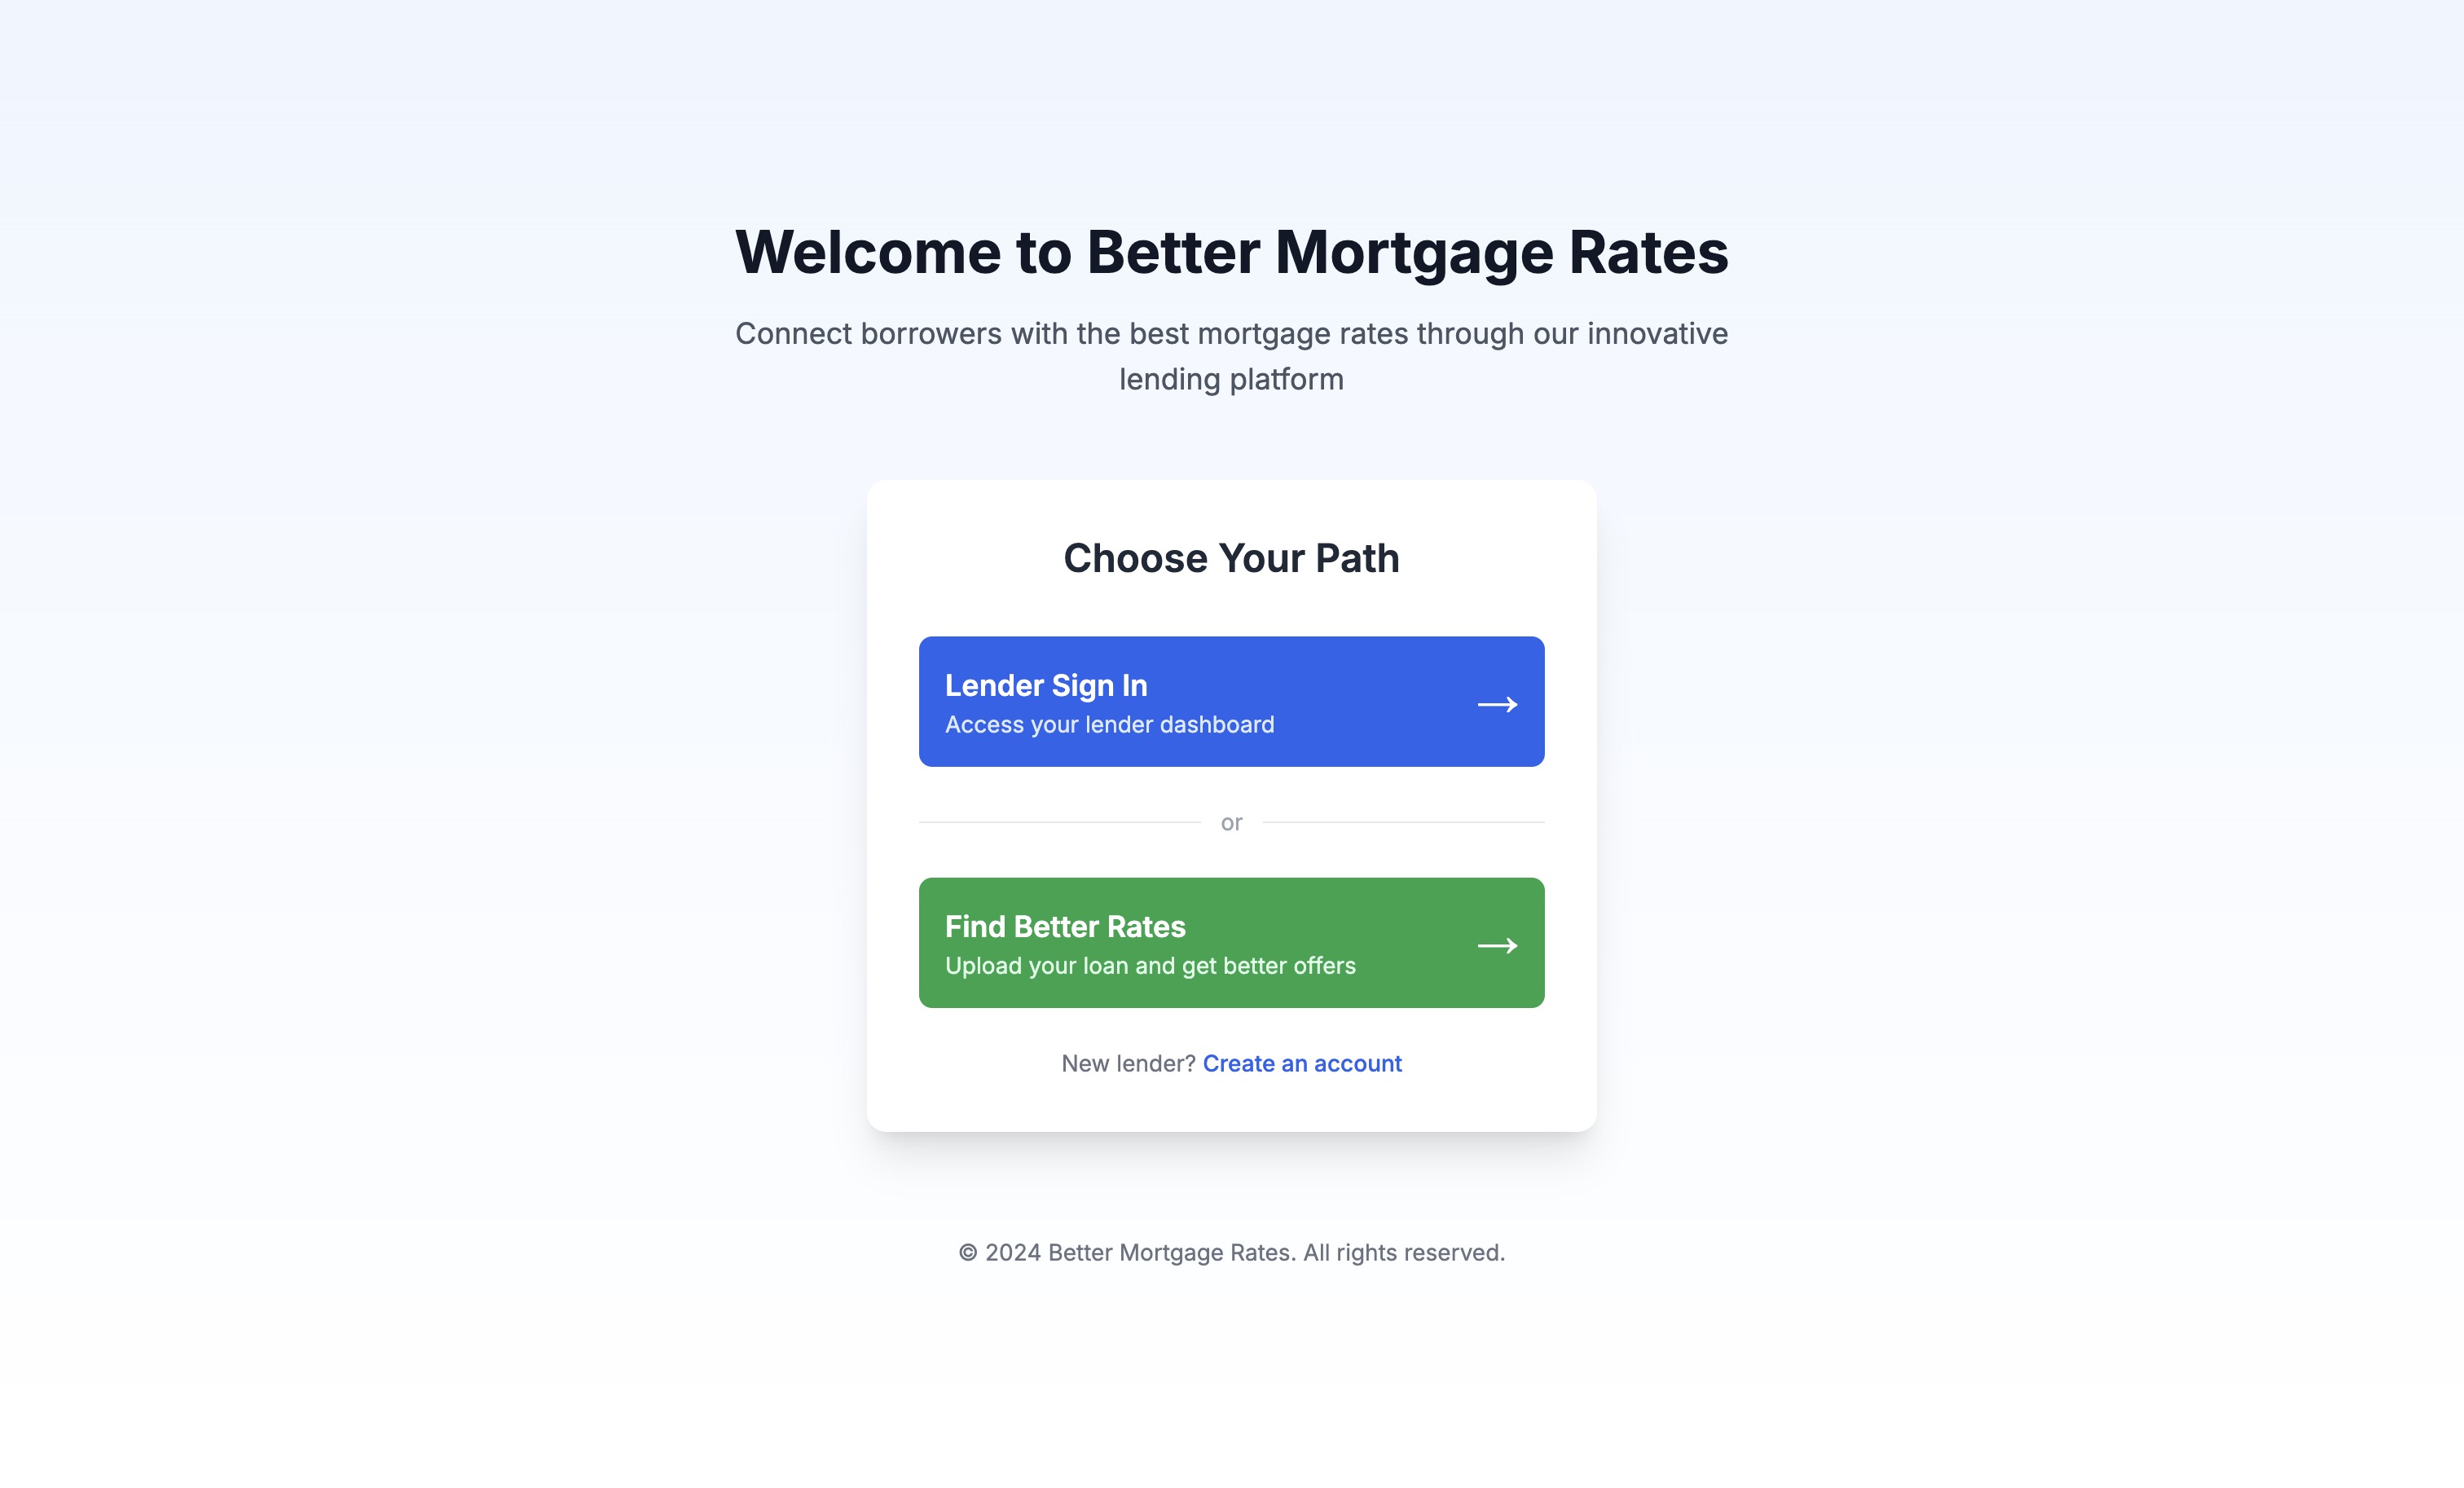 Welcome to Better Mortgage Rates
Connect borrowers with the best mortgage rates through our innovative
lending platform
Choose Your Path
Lender Sign In
Access your lender dashboard
or
Find Better Rates
Upload your loan and get better offers
New lender? Create an account
© 2024 Better Mortgage Rates. All rights reserved.